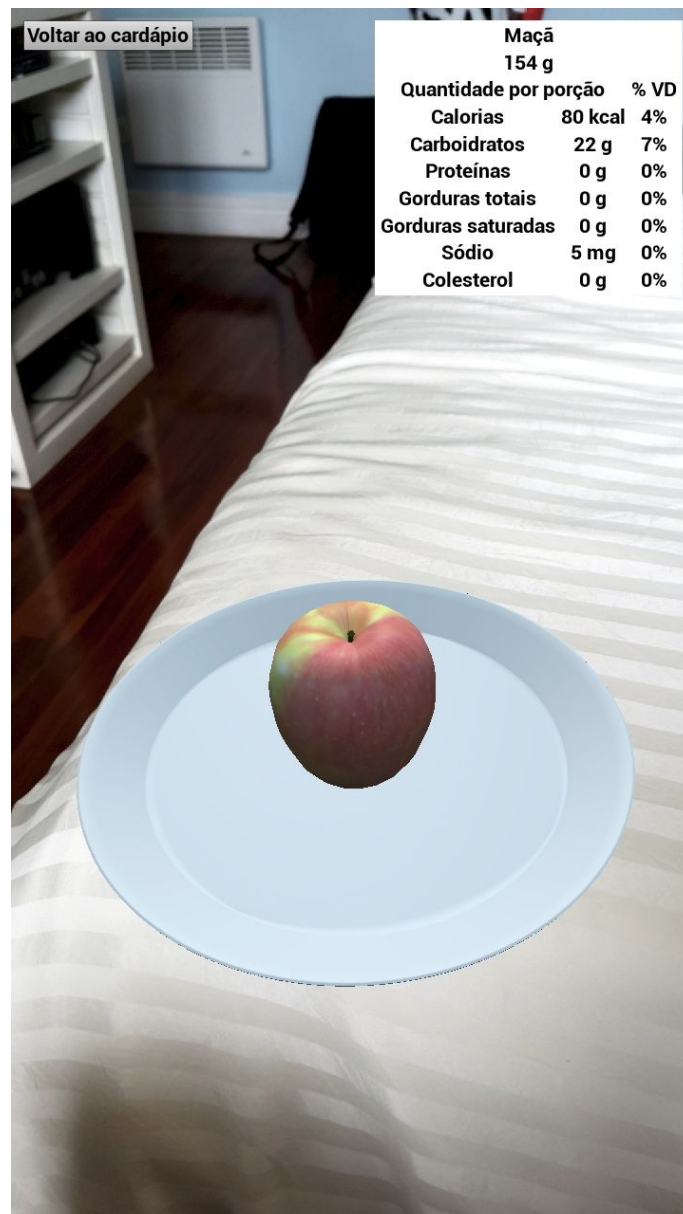 Voltar ao cardápio
Maçã
154 g
Quantidade por porção % VD
Calorias 80 kcal 4%
Carboidratos 22 g 7%
Proteínas 0 g 0%
Gorduras totais 0 g 0%
Gorduras saturadas 0 g 0%
Sódio 5 mg 0%
Colesterol 0 g 0%